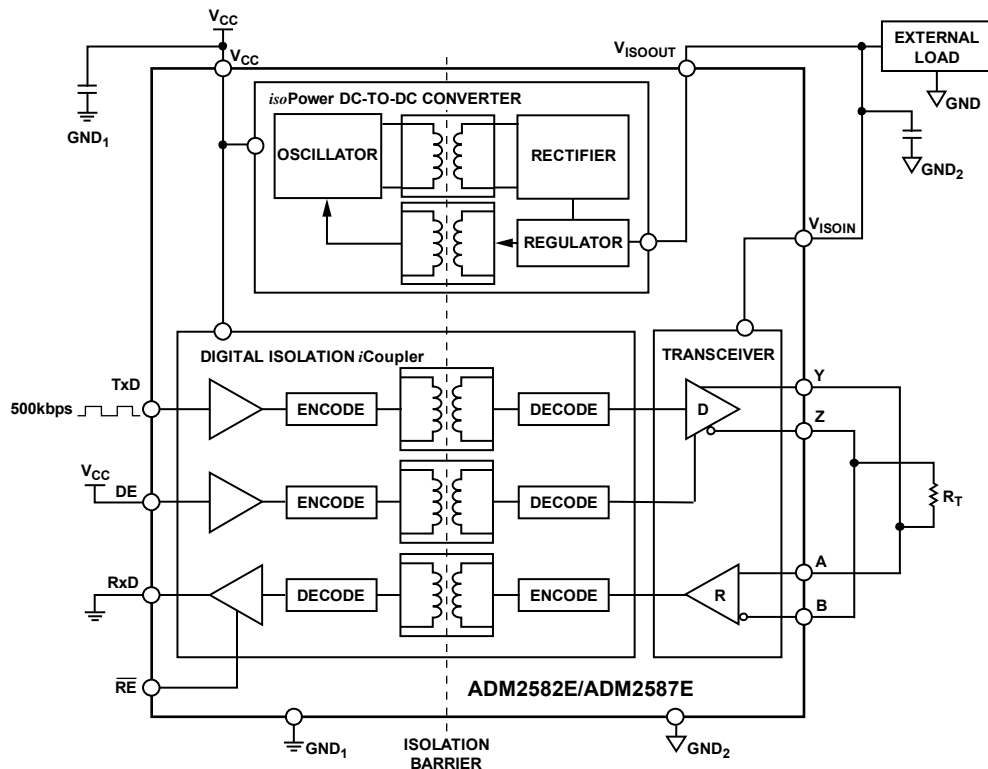 VCC
VCC
VISOOUT
EXTERNAL
LOAD
GND
GND1
GND2
isoPower DC-TO-DC CONVERTER
OSCILLATOR
RECTIFIER
REGULATOR
VISOIN
DIGITAL ISOLATION iCoupler
TRANSCEIVER
TxD
500kbps
ENCODE
DECODE
D
Y
Z
VCC
DE
ENCODE
DECODE
RT
RxD
DECODE
ENCODE
R
A
B
RE
ADM2582E/ADM2587E
GND1
ISOLATION
BARRIER
GND2